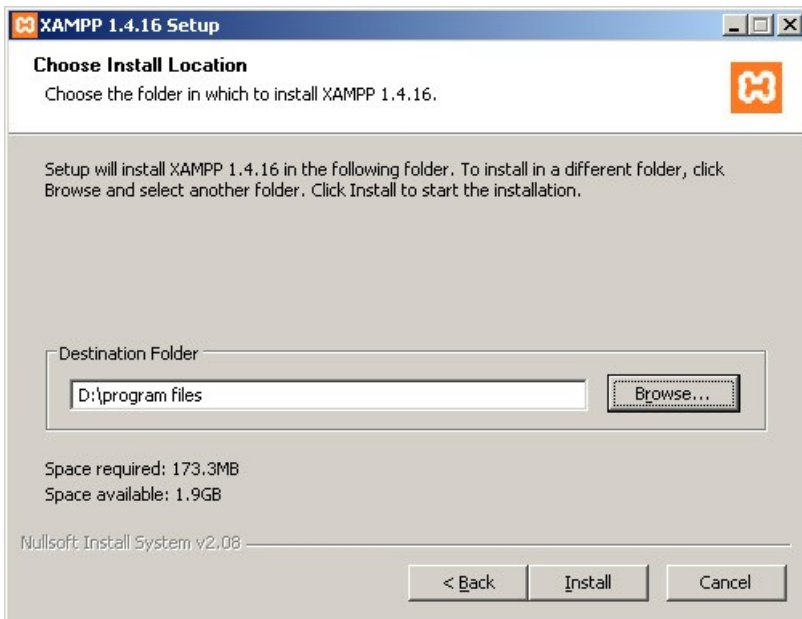 XAMPP 1.4.16 Setup
Choose Install Location
Choose the folder in which to install XAMPP 1.4.16.
Setup will install XAMPP 1.4.16 in the following folder. To install in a different folder, click
Browse and select another folder. Click Install to start the installation.
Destination Folder
D:\program files
Browse...
Space required: 173.3MB
Space available: 1.9GB
Nullsoft Install System v2.08
< Back
Install
Cancel